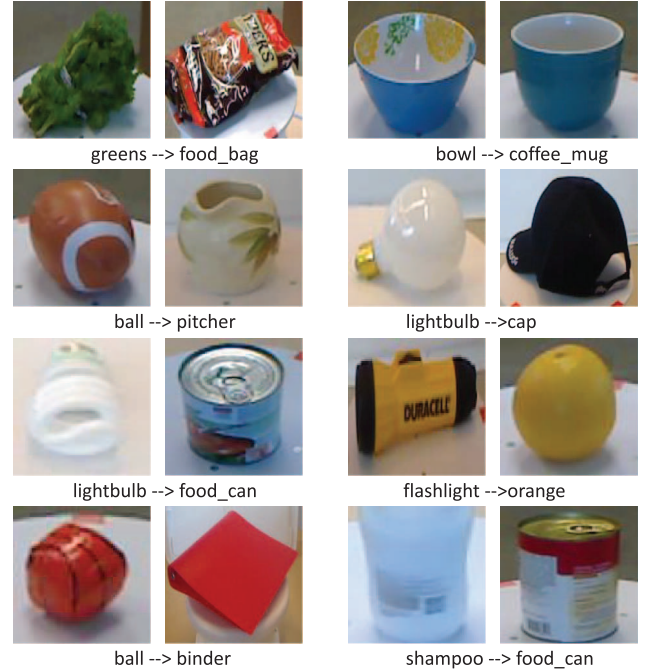 greens --> food_bag
bowl --> coffee_mug
ball --> pitcher
lightbulb -->cap
DURACELL
lightbulb --> food_can
flashlight -->orange
ball --> binder
shampoo --> food_can